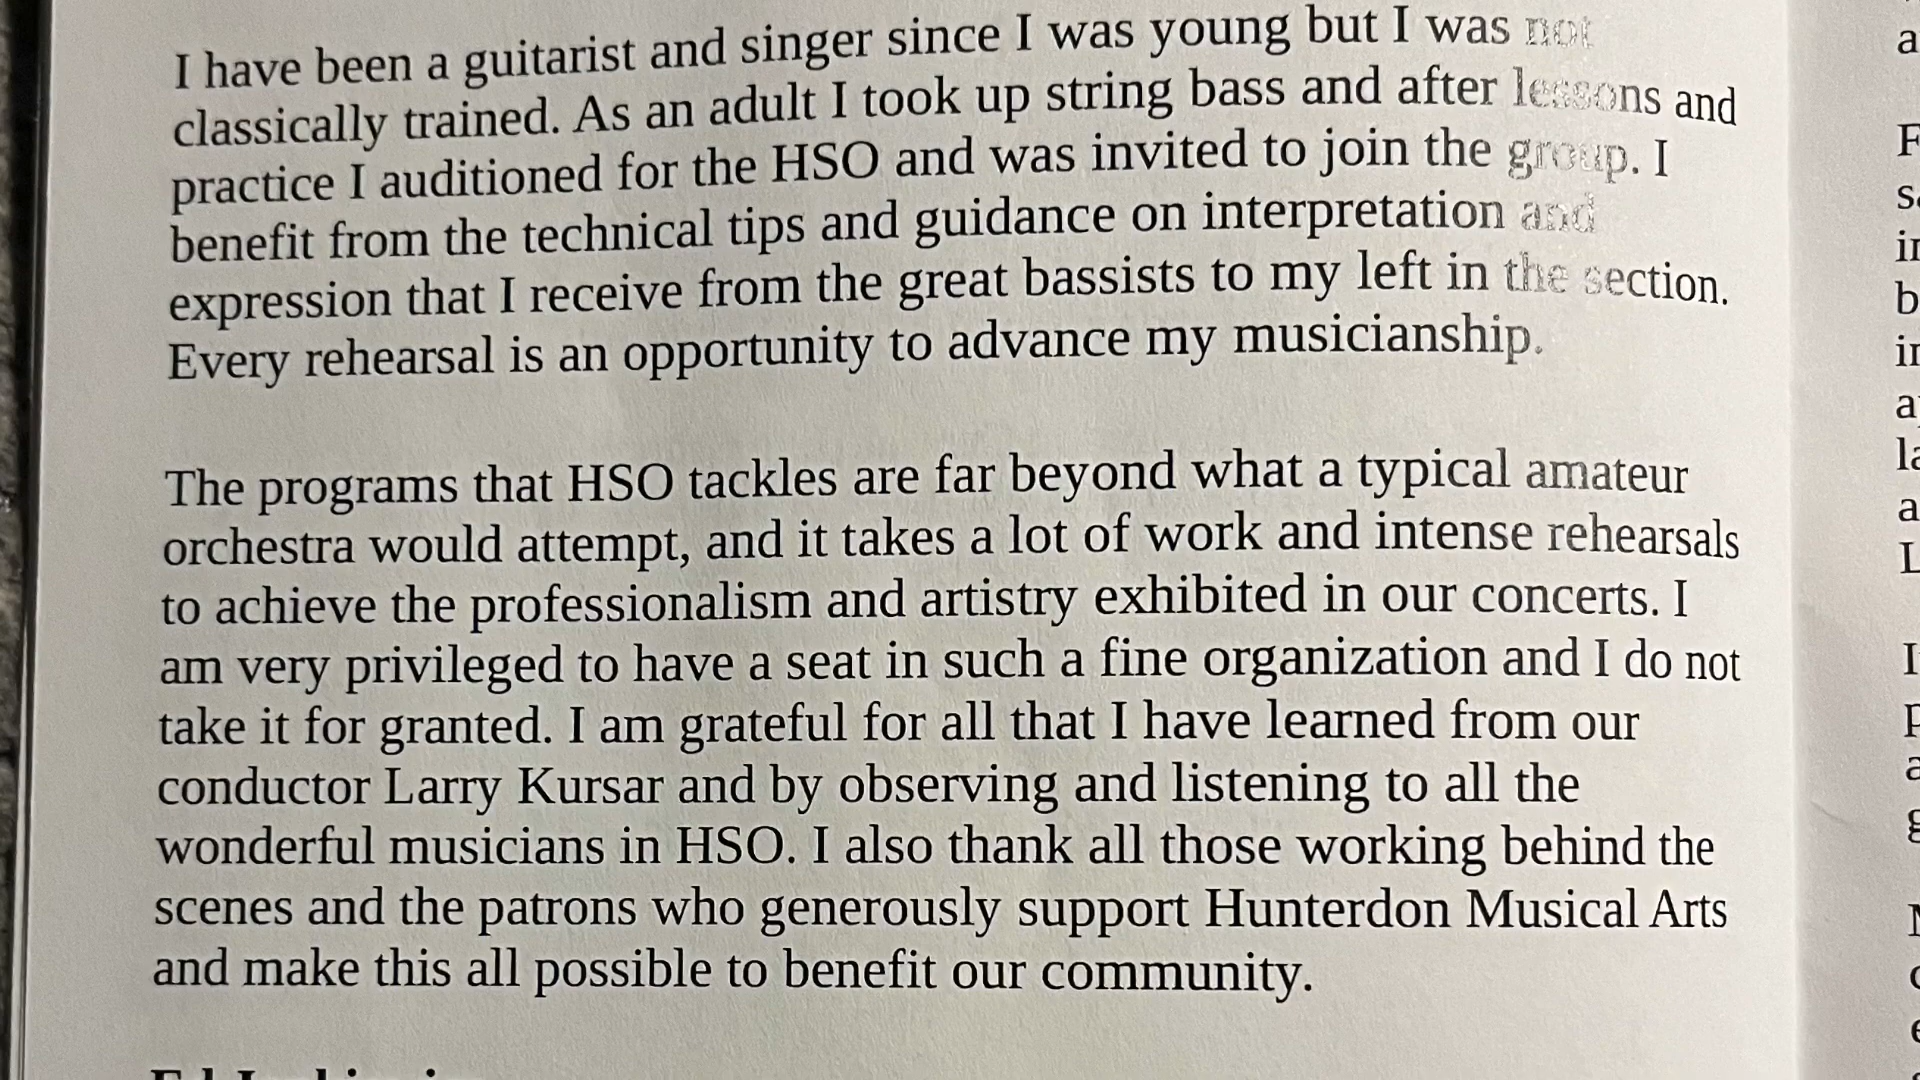 I have been a guitarist and singer since I was young but I was not
classically trained. As an adult I took up string bass and after lessons and
practice I auditioned for the HSO and was invited to join the group. I
benefit from the technical tips and guidance on interpretation and
expression that I receive from the great bassists to my left in the section.
Every rehearsal is an opportunity to advance my musicianship.
The programs that HSO tackles are far beyond what a typical amateur
orchestra would attempt, and it takes a lot of work and intense rehearsals
to achieve the professionalism and artistry exhibited in our concerts. I
am very privileged to have a seat in such a fine organization and I do not
take it for granted. I am grateful for all that I have learned from our
conductor Larry Kursar and by observing and listening to all the
wonderful musicians in HSO. I also thank all those working behind the
scenes and the patrons who generously support Hunterdon Musical Arts
and make this all possible to benefit our community.